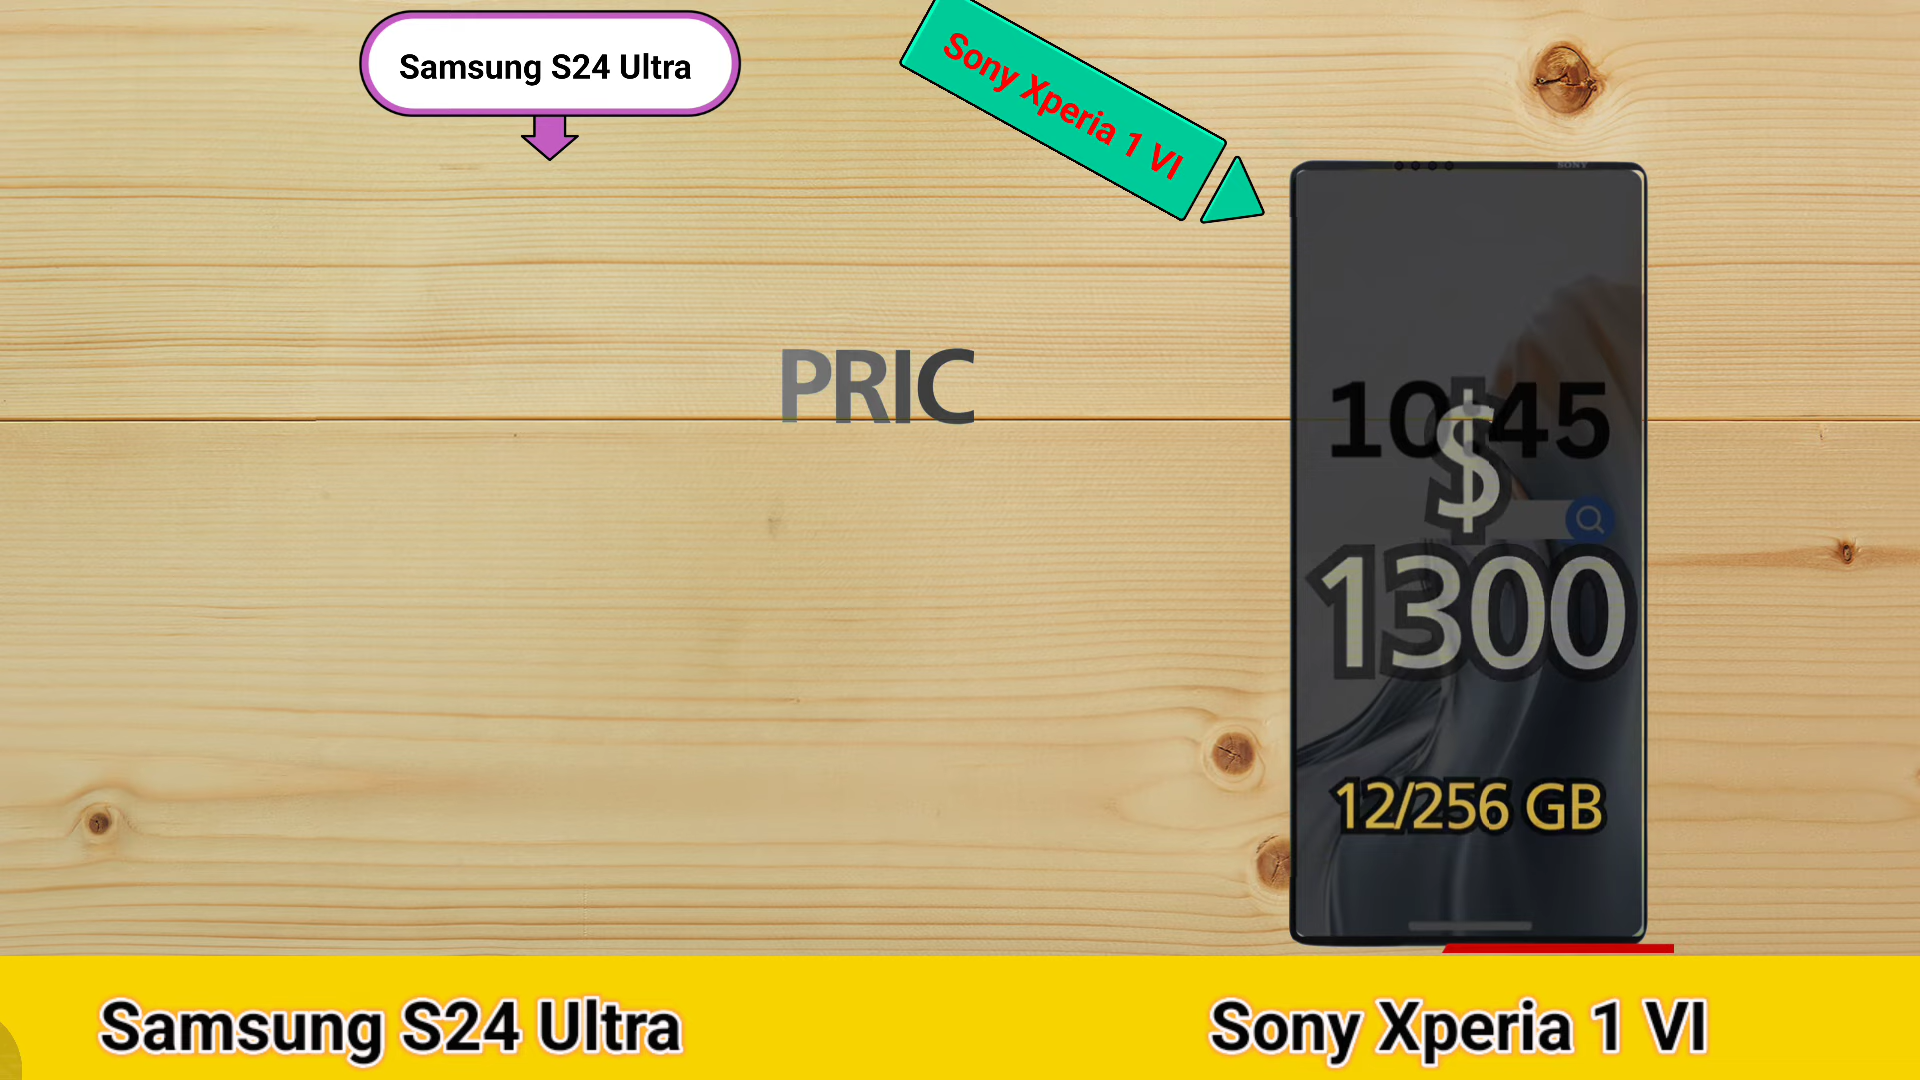 Samsung S24 Ultra
Sony Xperia 1 VI
SONY
PRIC
10:45
$
1300
12/256 GB
Samsung S24 Ultra
Sony Xperia 1 VI